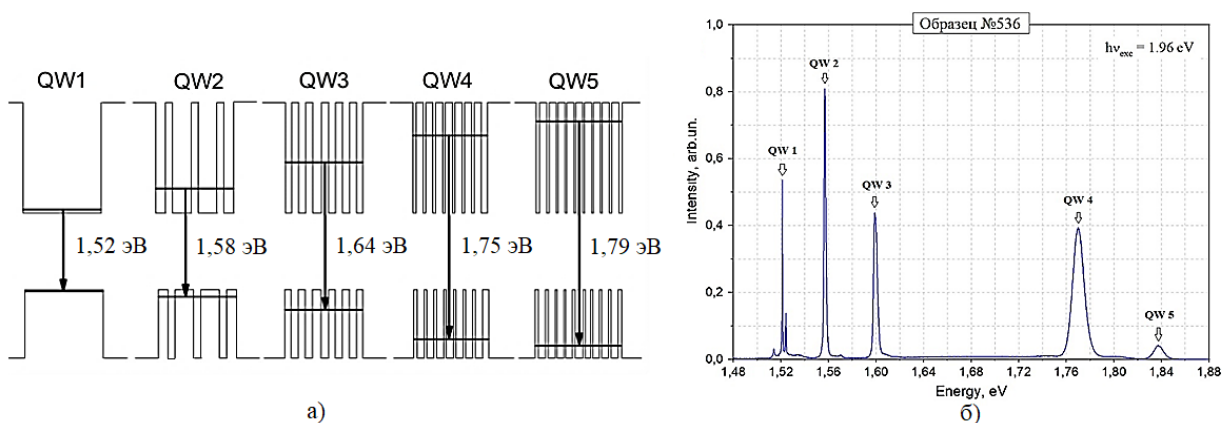 QW1 QW2 QW3 QW4 QW5
1,52 эВ 1,58 эВ 1,64 эВ 1,75 эВ 1,79 эВ
а)
Образец №536
hνexc = 1.96 eV
QW 1
QW 2
QW 3
QW 4
QW 5
Intensity, arb.un.
1,0
0,8
0,6
0,4
0,2
0,0
1,48 1,52 1,56 1,60 1,64 1,68 1,72 1,76 1,80 1,84 1,88
Energy, eV
б)